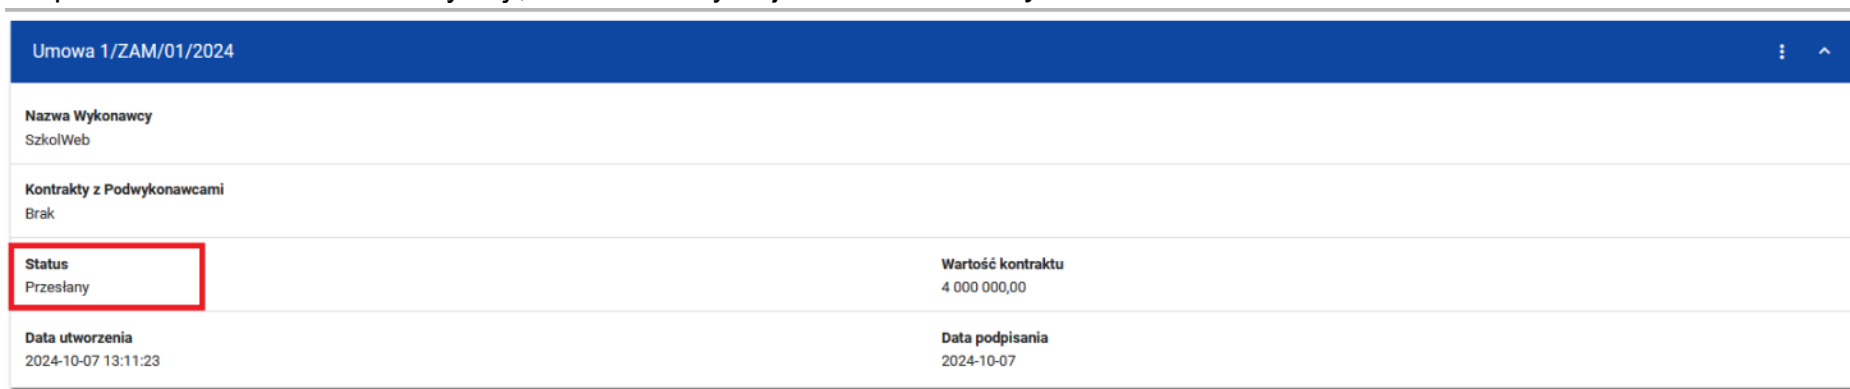 Umowa 1/ZAM/01/2024
Nazwa Wykonawcy
SzkolWeb
Kontrakty z Podwykonawcami
Brak
Status
Przesłany
Wartość kontraktu
4 000 000,00
Data utworzenia
2024-10-07 13:11:23
Data podpisania
2024-10-07